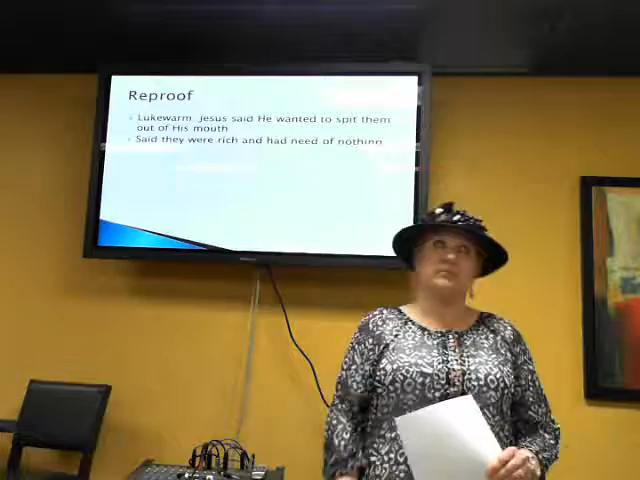 Reproof
Lukewarm. Jesus said He wanted to spit them
out of His mouth
Said they were rich and had need of nothing